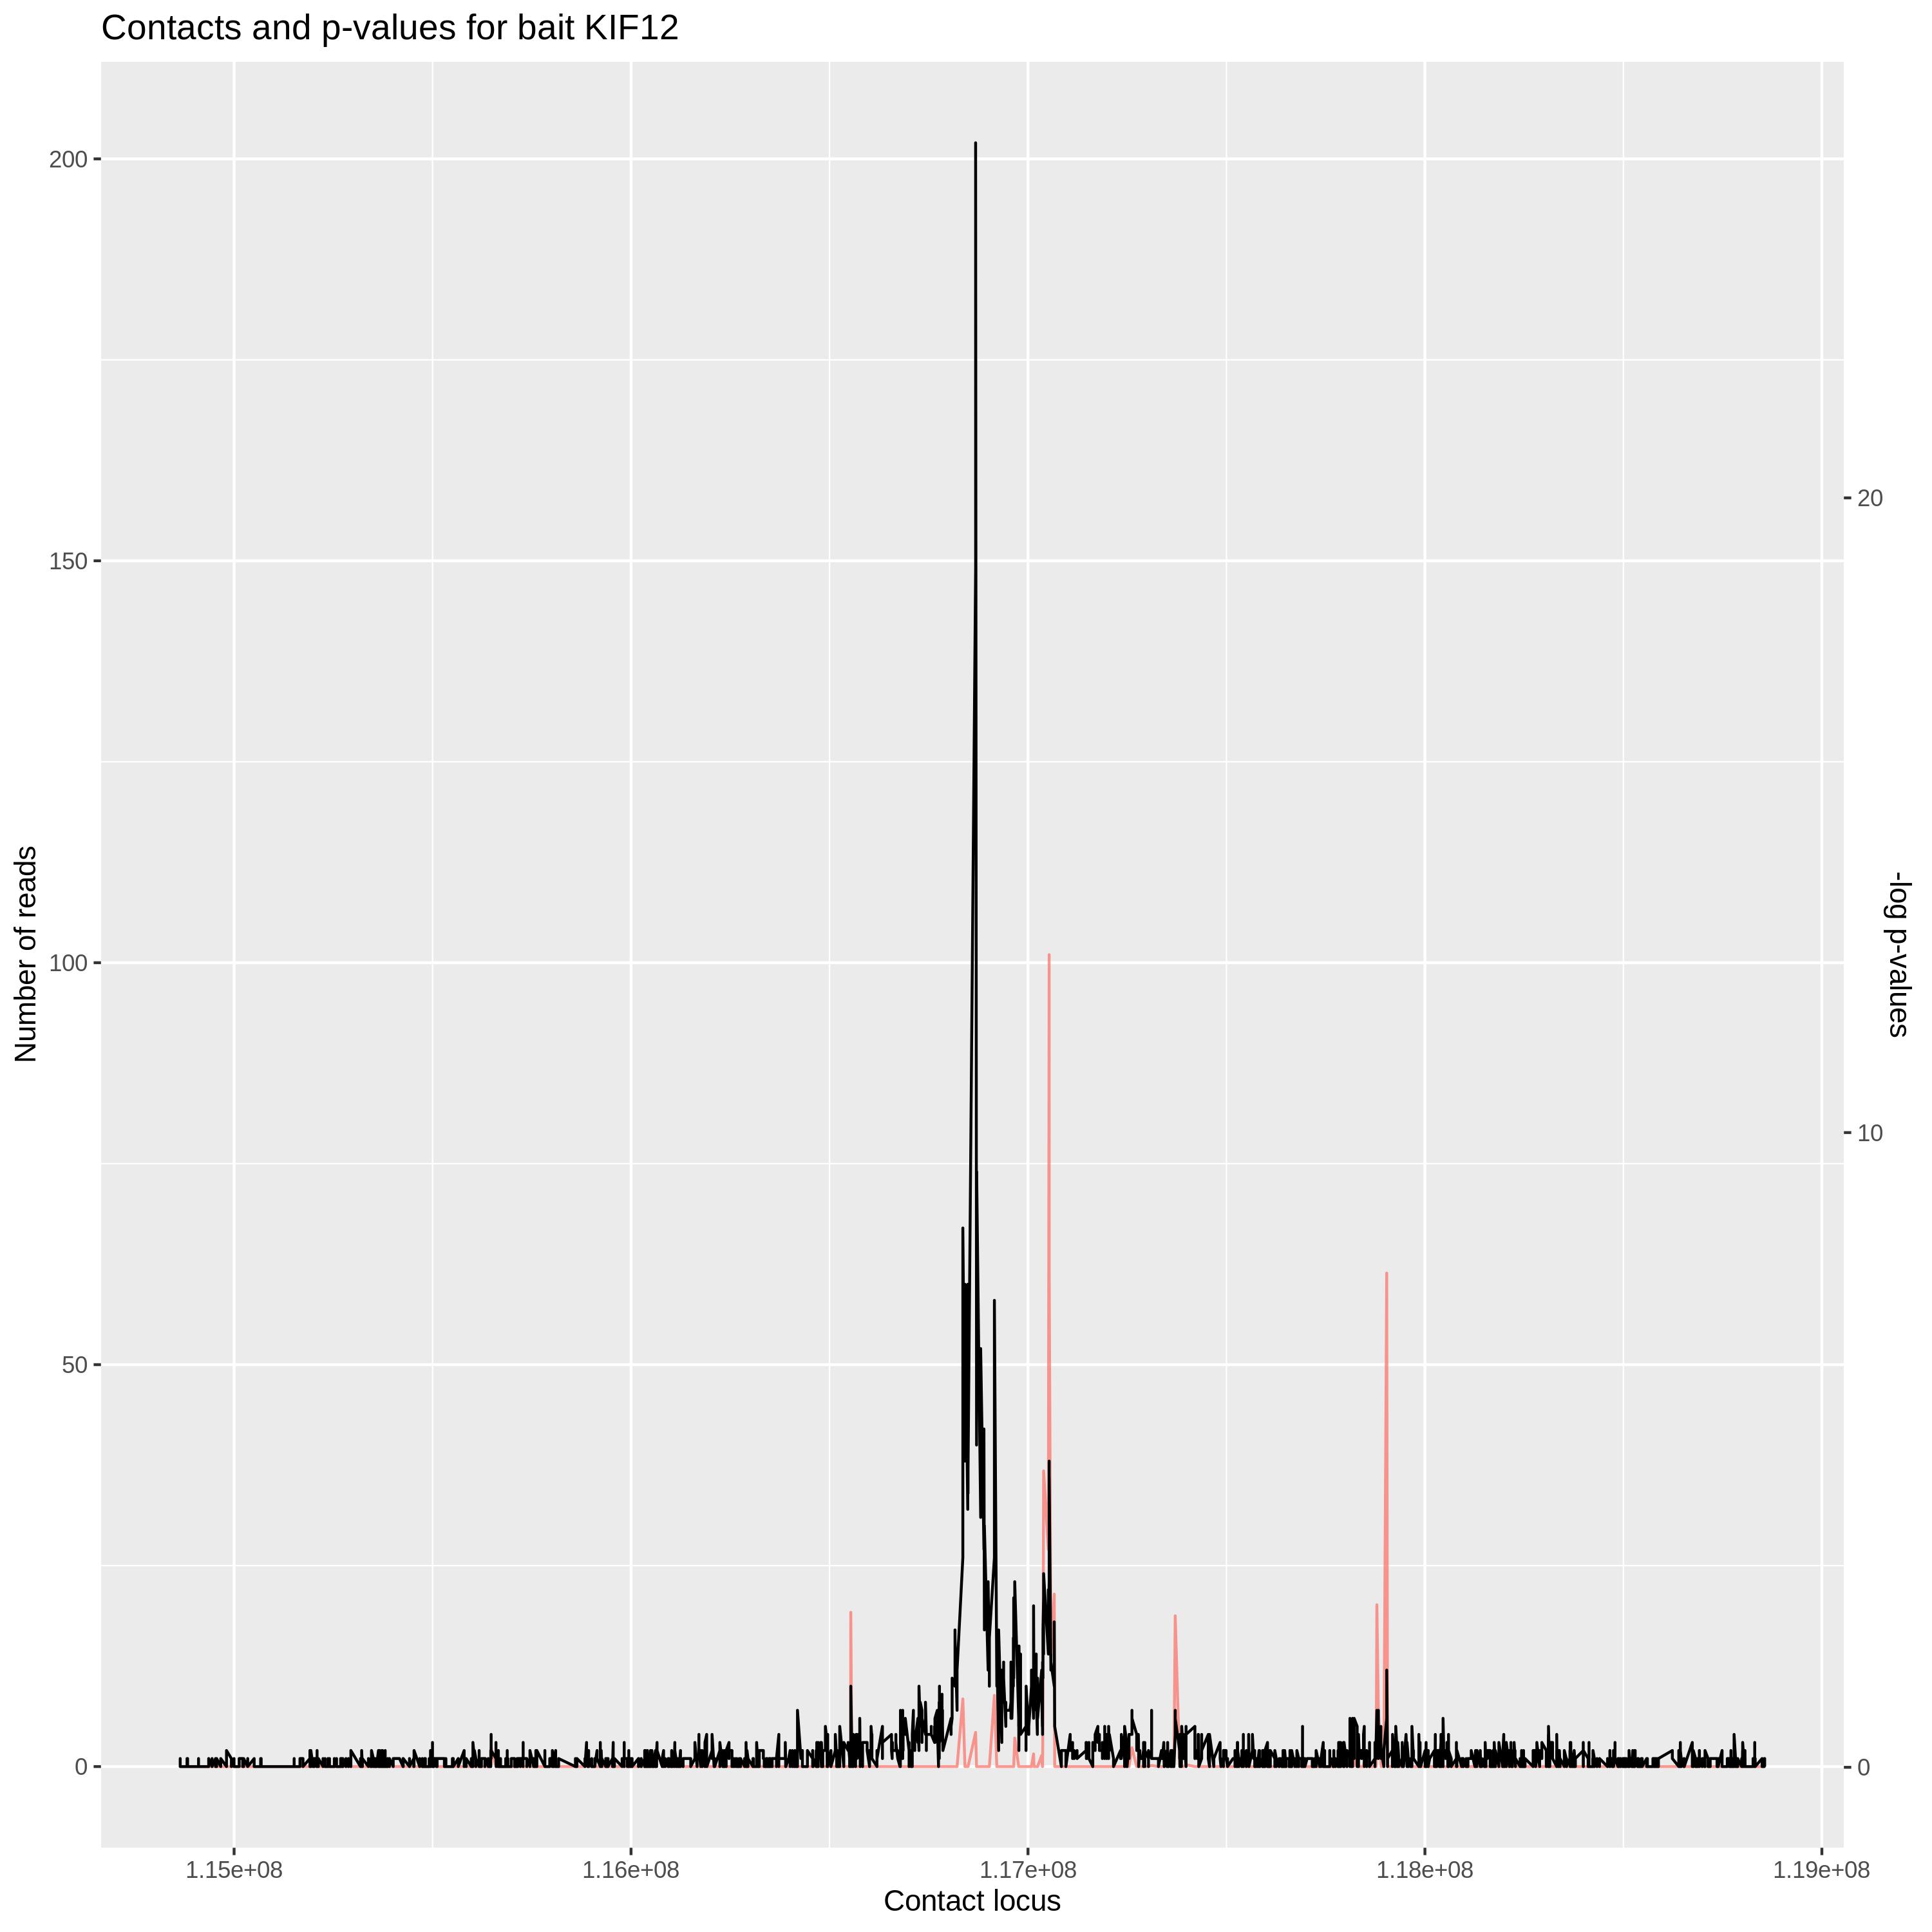 Contacts and p-values for bait KIF12
200
150
100
50
0
Number of reads
20
10
0
-log p-values
1.15e+08
1.16e+08
1.17e+08
1.18e+08
1.19e+08
Contact locus